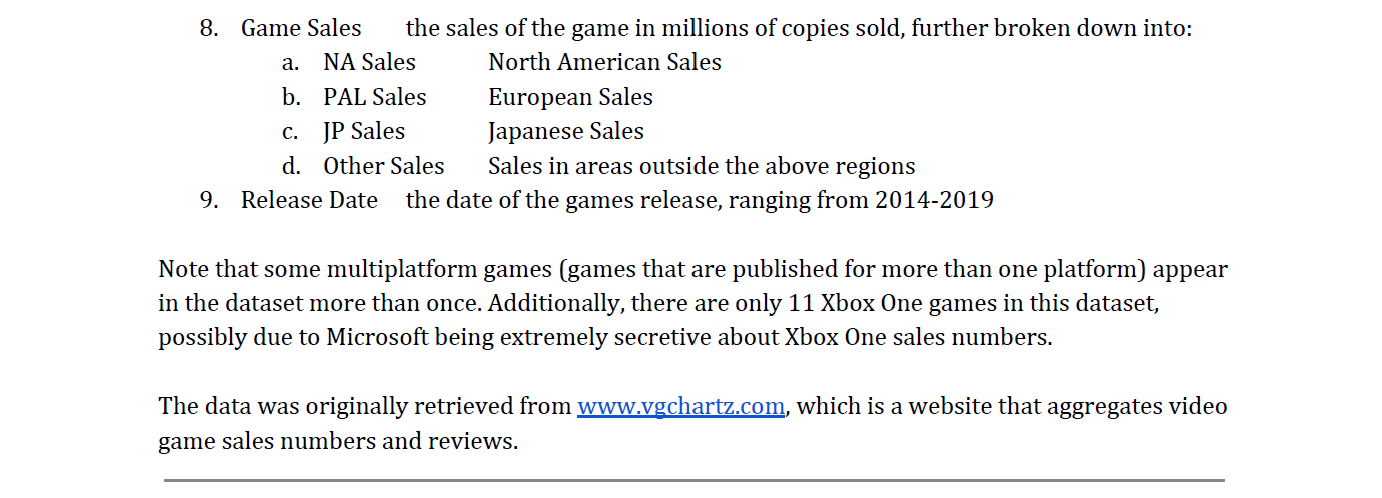 8. Game Sales the sales of the game in millions of copies sold, further broken down into:
a. NA Sales North American Sales
b. PAL Sales European Sales
c. JP Sales Japanese Sales
d. Other Sales Sales in areas outside the above regions
9. Release Date the date of the games release, ranging from 2014-2019
Note that some multiplatform games (games that are published for more than one platform) appear
in the dataset more than once. Additionally, there are only 11 Xbox One games in this dataset,
possibly due to Microsoft being extremely secretive about Xbox One sales numbers.
The data was originally retrieved from www.vgchartz.com, which is a website that aggregates video
game sales numbers and reviews.